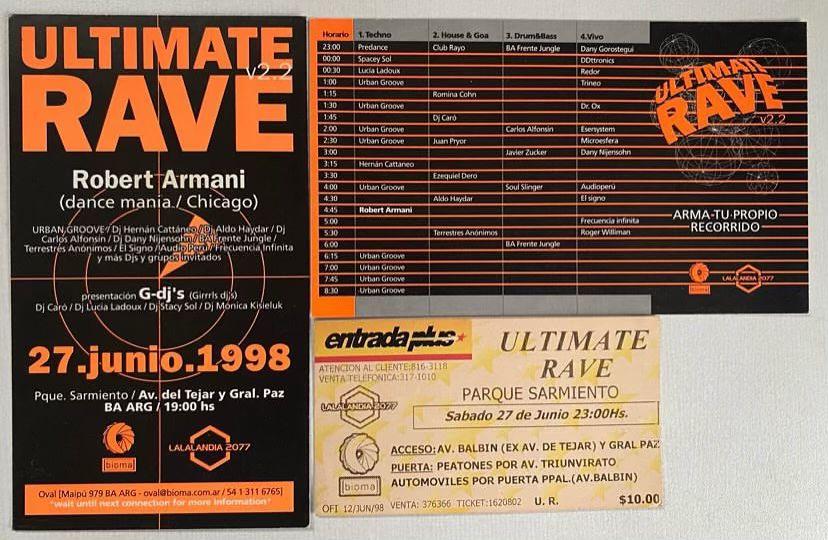 ULTIMATE
v2.2
RAVE
Robert Armani
(dance mania / Chicago)
URBAN GROOVE / Dj Hernán Cattáneo / Dj Aldo Haydar / Dj
Carlos Alfonsín / Dj Dany Nijensohn / BA Frente Jungle /
Terrestres Anónimos / El Signo / Audio Perú / Frecuencia Infinita
y más Djs y grupos invitados
presentación G-dj's (Girrrls dj's)
Dj Caró / Dj Lucia Ladoux / Dj Stacy Sol / Dj Mónica Kisieluk
27.junio.1998
Pque. Sarmiento / Av. del Tejar y Gral. Paz
BA ARG / 19:00 hs
bioma
LALALANDIA 2077
Oval [Maipú 979 BA ARG - oval@bioma.com.ar / 54 1 311 6765]
"wait until next connection for more information"
Horario 1. Techno 2. House & Goa 3. Drum&Bass 4.Vivo
23:00 Predance Club Rayo BA Frente Jungle Dany Gorostegui
00:00 Spacey Sol DDttronics
00:30 Lucia Ladoux Redor
1:00 Urban Groove Trineo
1:15 Romina Cohn
1:30 Urban Groove Dr. Ox
1:45 Dj Caró
2:00 Urban Groove Carlos Alfonsín Esenystem
2:30 Urban Groove Juan Pryor Microesfera
3:00 Javier Zucker Dany Nijensohn
3:15 Hernán Cattaneo
3:30 Ezequiel Dero
4:00 Urban Groove Soul Slinger Audioperú
4:30 Aldo Haydar El signo
4:45 Robert Armani
5:00 Frecuencia infinita
5:30 Terrestres Anónimos Roger Williman
6:00 BA Frente Jungle
6:15 Urban Groove
7:00 Urban Groove
7:45 Urban Groove
8:30 Urban Groove
ULTIMATE
RAVE
v2.2
ARMA-TU-PROPIO
RECORRIDO
bioma
LALALANDIA 2077
entrada plus
ATENCION AL CLIENTE:816-3118
VENTA TELEFONICA:317-1010
LALALANDIA 2077
bioma
ULTIMATE
RAVE
PARQUE SARMIENTO
Sabado 27 de Junio 23:00Hs.
ACCESO:AV. BALBIN (EX AV. DE TEJAR) Y GRAL PAZ
PUERTA: PEATONES POR AV. TRIUNVIRATO
AUTOMOVILES POR PUERTA PPAL.(AV.BALBIN)
OFI 12/JUN/98 VENTA: 376366 TICKET:1620802 U. R. $10.00